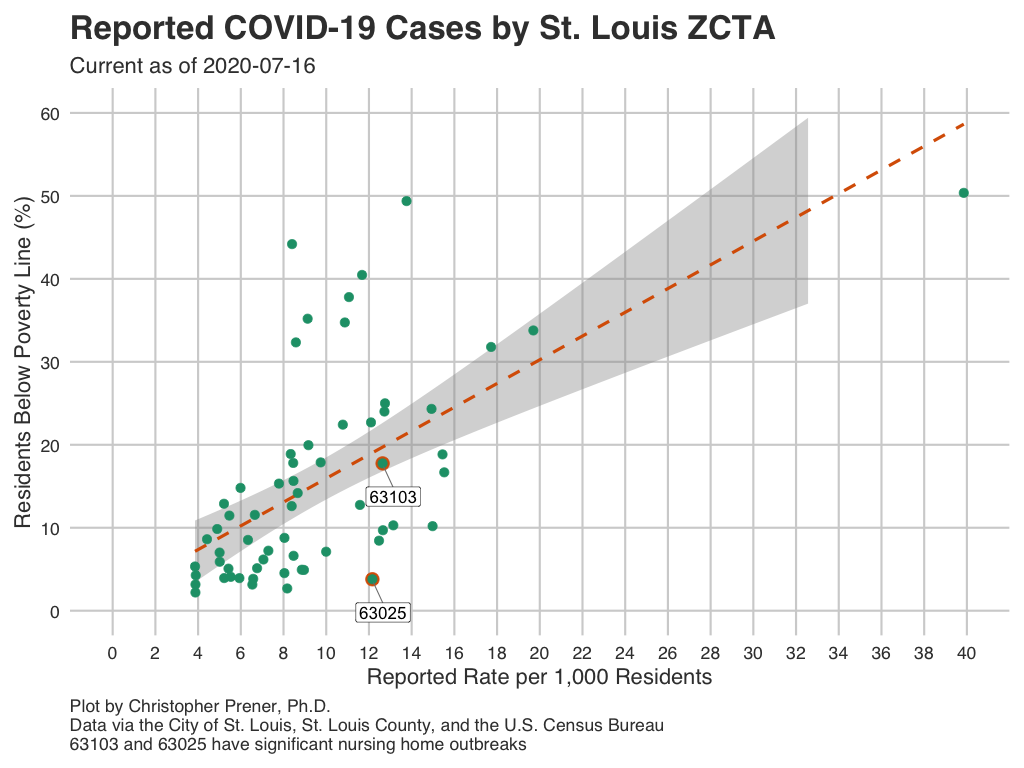 Reported COVID-19 Cases by St. Louis ZCTA
Current as of 2020-07-16
Residents Below Poverty Line (%)
60
50
40
30
20
10
0
63103
63025
0 2 4 6 8 10 12 14 16 18 20 22 24 26 28 30 32 34 36 38 40
Reported Rate per 1,000 Residents
Plot by Christopher Prener, Ph.D.
Data via the City of St. Louis, St. Louis County, and the U.S. Census Bureau
63103 and 63025 have significant nursing home outbreaks